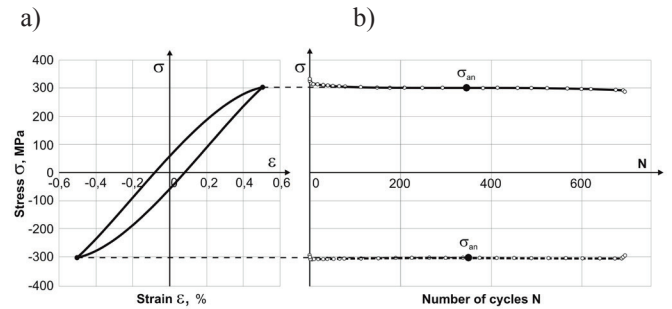 a)
b)
400
300
200
100
0
-100
-200
-300
-400
Stress σ, MPa
σ
ε
-0,6
-0,4
-0,2
0
0,2
0,4
0,6
Strain ε, %
σ
σan
N
0
200
400
600
σan
Number of cycles N